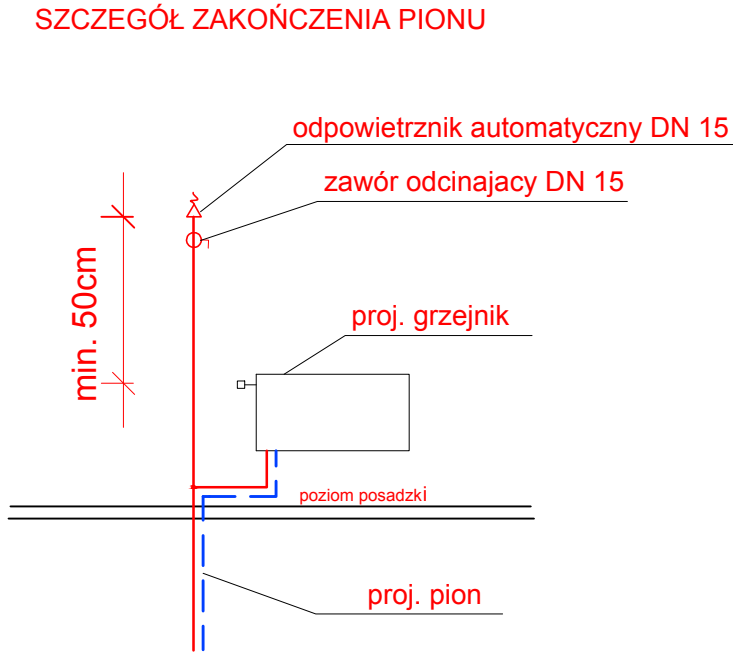 SZCZEGÓŁ ZAKOŃCZENIA PIONU
odpowietrznik automatyczny DN 15
zawór odcinajacy DN 15
min. 50cm
proj. grzejnik
poziom posadzki
proj. pion